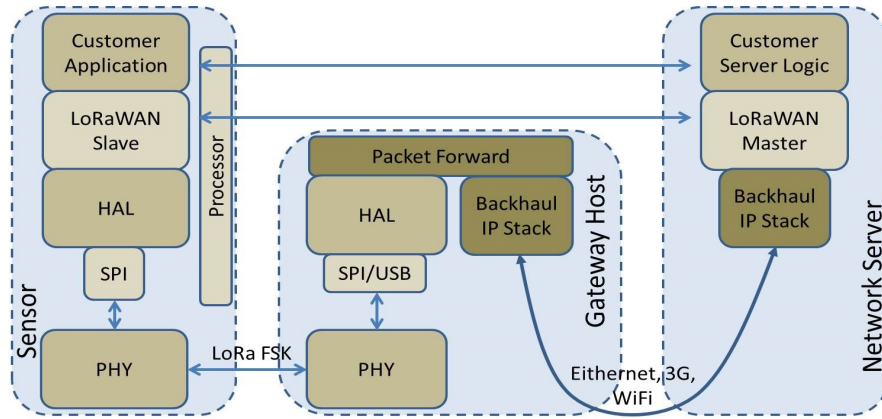 Customer
Application
LoRaWAN
Slave
HAL
SPI
PHY
Processor
Sensor
LoRa FSK
Packet Forward
HAL
SPI/USB
PHY
Backhaul
IP Stack
Gateway Host
Eithernet, 3G,
WiFi
Customer
Server Logic
LoRaWAN
Master
Backhaul
IP Stack
Network Server